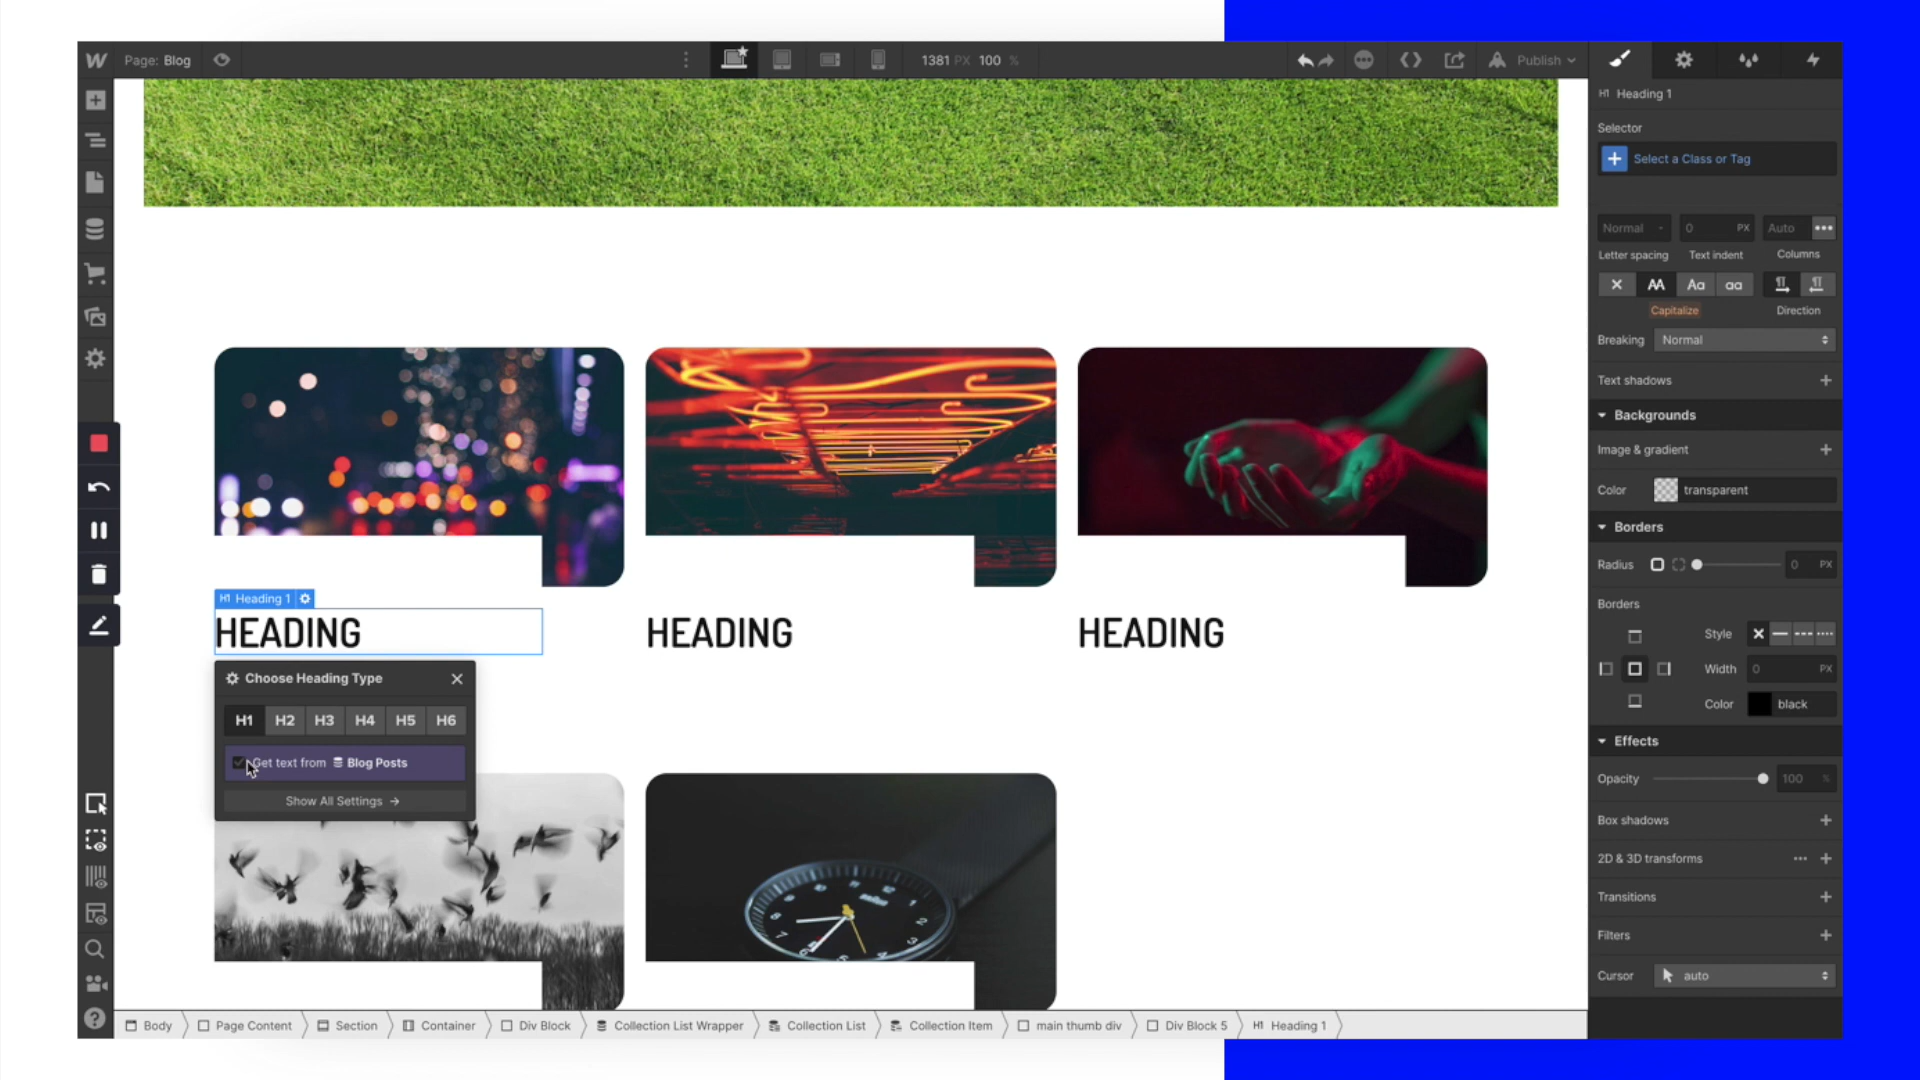 Page: Blog
1381 PX 100 %
Publish
H1 Heading 1
Selector
Select a Class or Tag
Normal - 0 PX Auto
Letter spacing Text indent Columns
AA Aa aa
Capitalize Direction
Breaking Normal
Text shadows
Backgrounds
Image & gradient
Color transparent
Borders
Radius 0 PX
Borders
Style
Width 0 PX
Color black
Effects
Opacity 100 %
Box shadows
2D & 3D transforms
Transitions
Filters
Cursor auto
H1 Heading 1
HEADING HEADING HEADING
Choose Heading Type
H1 H2 H3 H4 H5 H6
Get text from Blog Posts
Show All Settings →
Body Page Content Section Container Div Block Collection List Wrapper Collection List Collection Item main thumb div Div Block 5 H1 Heading 1